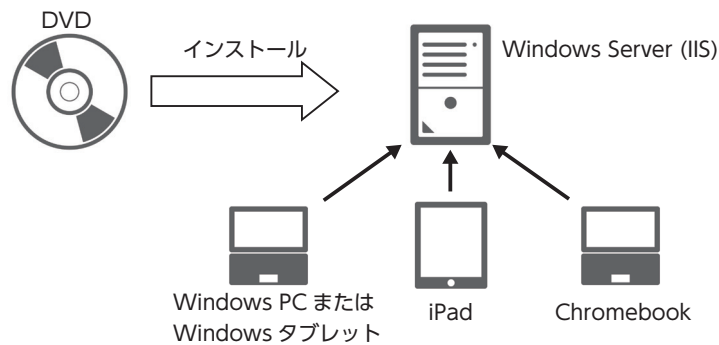 DVD
インストール
Windows Server (IIS)
Windows PC または
Windows タブレット
iPad
Chromebook